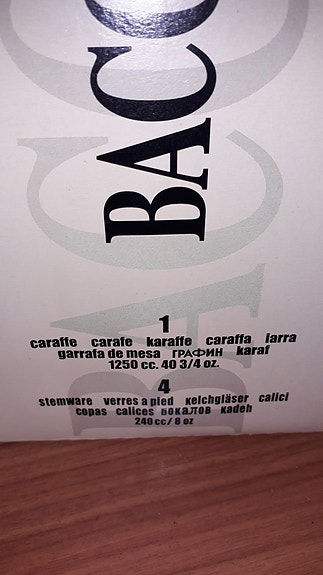 BACC
1
caraffe carafe karaffe caraffa iarra
garrafa de mesa ГРАФИН karaf
1250 cc. 40 3/4 oz.
4
stemware verres a pied kelchgläser calici
copas calices БОКАЛОВ kadeh
240 cc/8 oz